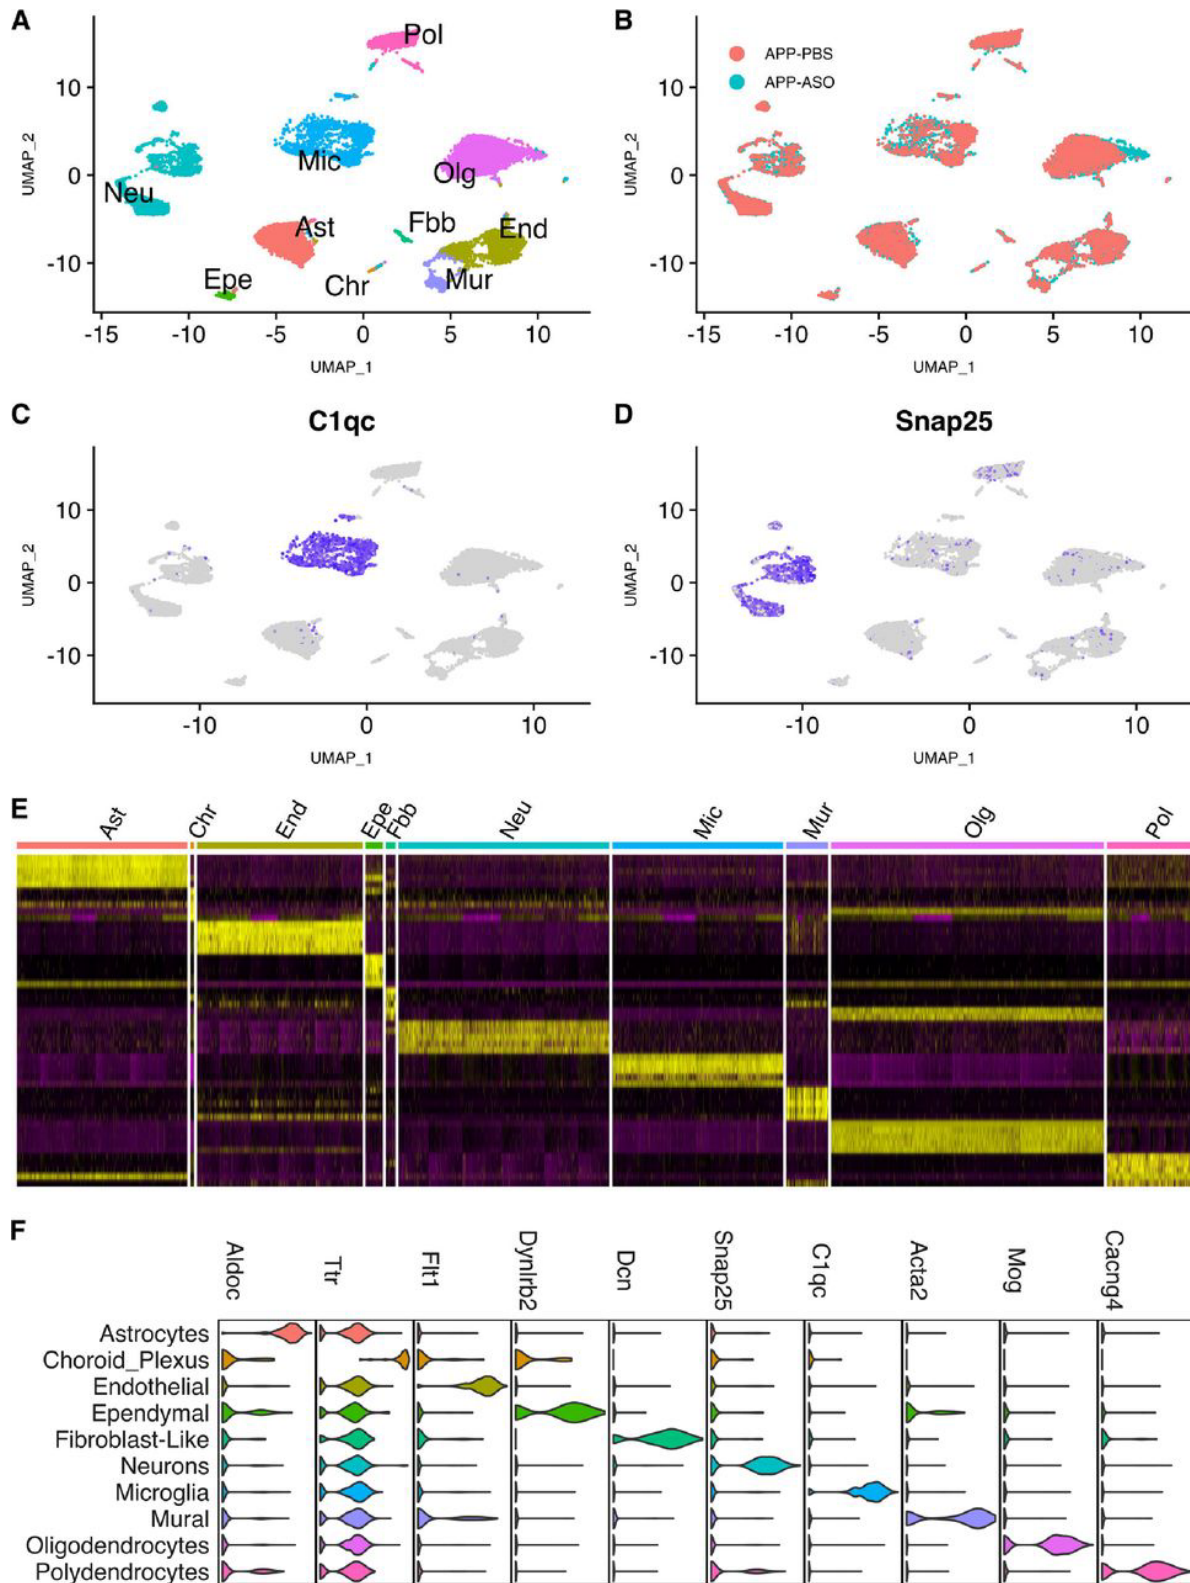 A
B
Pol
Mic
Olg
Neu
Ast
Fbb
End
Epe
Chr
Mur
10
0
-10
UMAP_2
-15 -10 -5 0 5 10
UMAP_1
APP-PBS
APP-ASO
10
0
-10
UMAP_2
-15 -10 -5 0 5 10
UMAP_1
C
C1qc
10
0
-10
UMAP_2
-10 0 10
UMAP_1
D
Snap25
10
0
-10
UMAP_2
-10 0 10
UMAP_1
E
Ast Chr End Epe Fbb Neu Mic Mur Olg Pol
F
Aldoc Ttr Flt1 Dynlrb2 Dcn Snap25 C1qc Acta2 Mog Cacng4
Astrocytes
Choroid_Plexus
Endothelial
Ependymal
Fibroblast-Like
Neurons
Microglia
Mural
Oligodendrocytes
Polydendrocytes